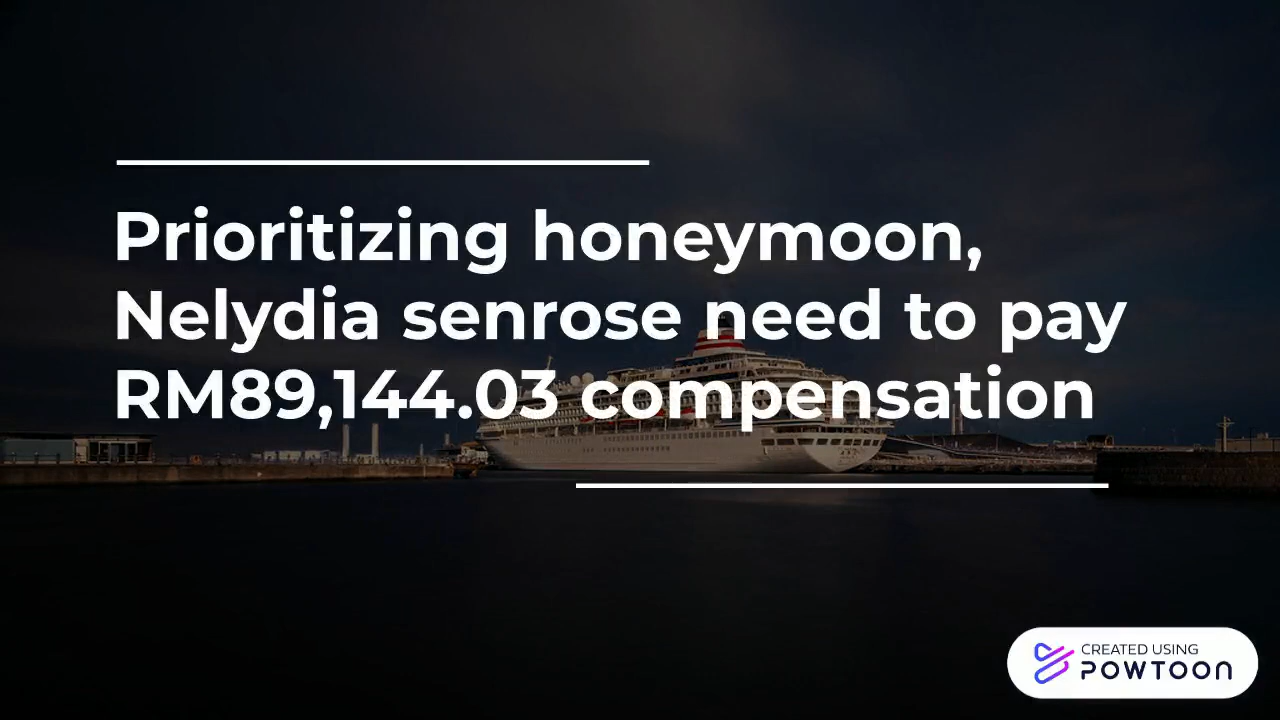 Prioritizing honeymoon,
Nelydia senrose need to pay
RM89,144.03 compensation
CREATED USING
POWTOON